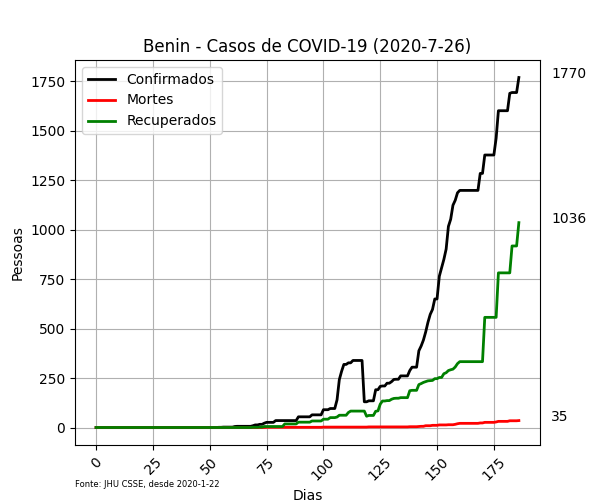 Benin - Casos de COVID-19 (2020-7-26)
Confirmados
Mortes
Recuperados
1770
1036
35
Pessoas
1750
1500
1250
1000
750
500
250
0
0
25
50
75
100
125
150
175
Fonte: JHU CSSE, desde 2020-1-22
Dias